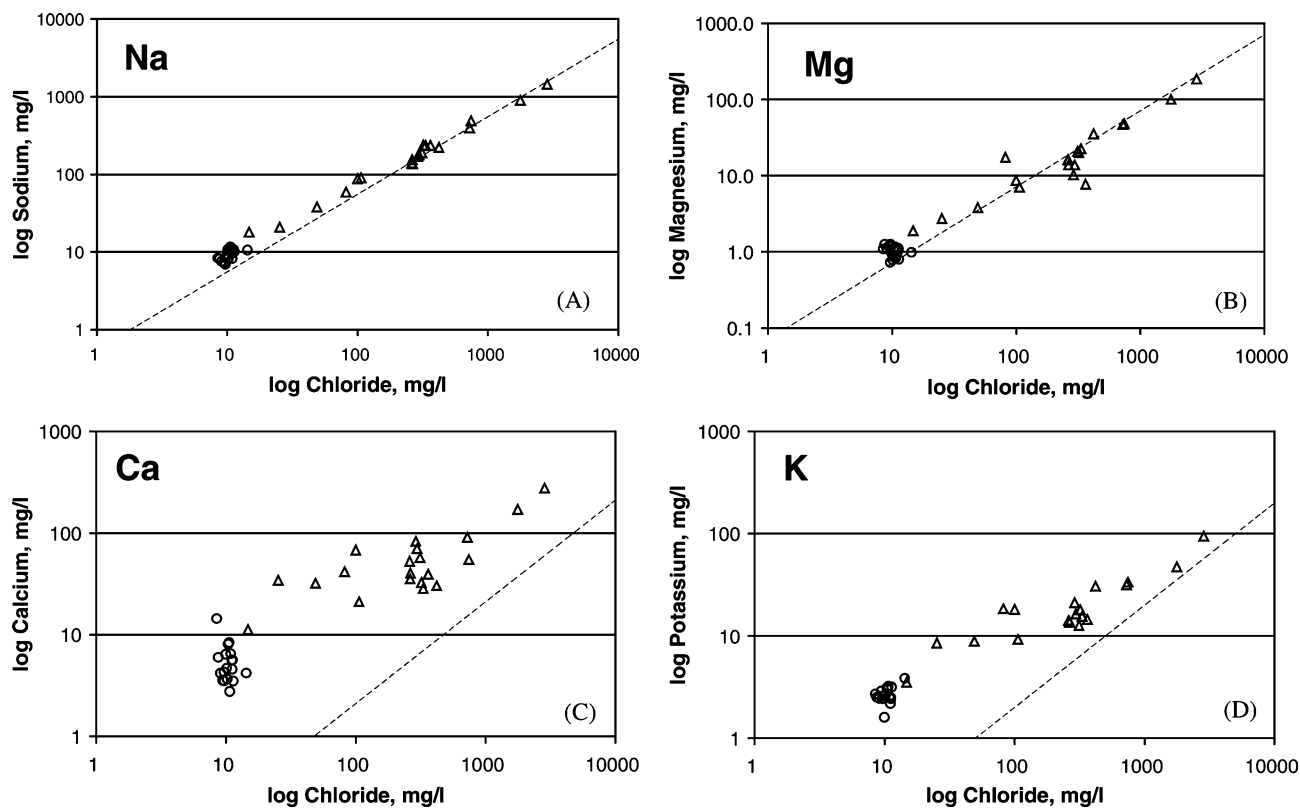 Na
log Sodium, mg/l
10000
1000
100
10
1
(A)
1 10 100 1000 10000
log Chloride, mg/l
Mg
log Magnesium, mg/l
1000.0
100.0
10.0
1.0
0.1
(B)
1 10 100 1000 10000
log Chloride, mg/l
Ca
log Calcium, mg/l
1000
100
10
1
(C)
1 10 100 1000 10000
log Chloride, mg/l
K
log Potassium, mg/l
1000
100
10
1
(D)
1 10 100 1000 10000
log Chloride, mg/l